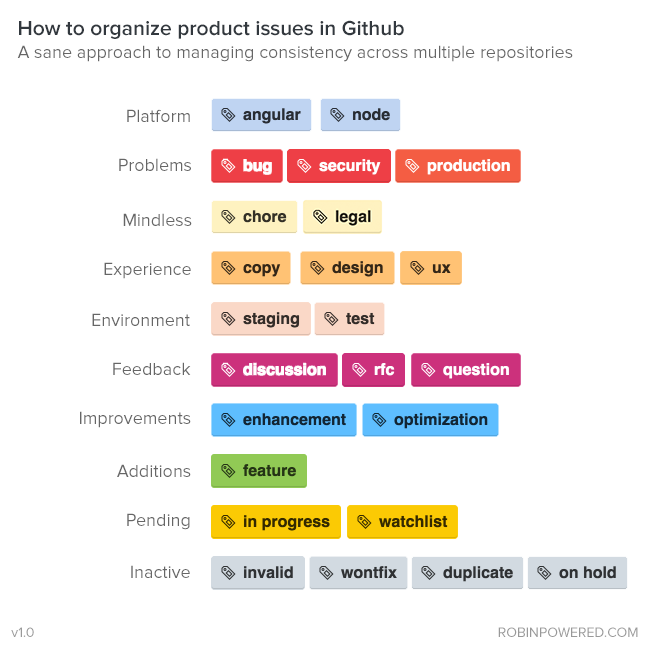 How to organize product issues in Github
A sane approach to managing consistency across multiple repositories
Platform angular node
Problems bug security production
Mindless chore legal
Experience copy design ux
Environment staging test
Feedback discussion rfc question
Improvements enhancement optimization
Additions feature
Pending in progress watchlist
Inactive invalid wontfix duplicate on hold
v1.0 ROBINPOWERED.COM